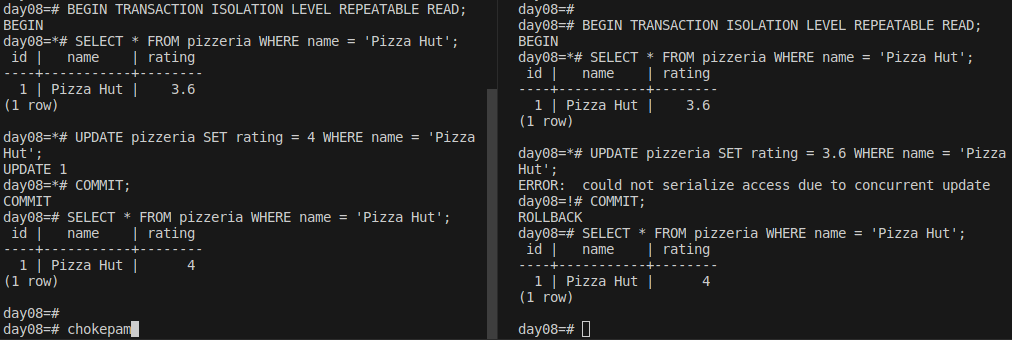 day08=# BEGIN TRANSACTION ISOLATION LEVEL REPEATABLE READ;
BEGIN
day08=*# SELECT * FROM pizzeria WHERE name = 'Pizza Hut';
 id |   name    | rating
----+-----------+--------
  1 | Pizza Hut |    3.6
(1 row)

day08=*# UPDATE pizzeria SET rating = 4 WHERE name = 'Pizza
Hut';
UPDATE 1
day08=*# COMMIT;
COMMIT
day08=# SELECT * FROM pizzeria WHERE name = 'Pizza Hut';
 id |   name    | rating
----+-----------+--------
  1 | Pizza Hut |      4
(1 row)

day08=#
day08=# chokepam
day08=#
day08=# BEGIN TRANSACTION ISOLATION LEVEL REPEATABLE READ;
BEGIN
day08=*# SELECT * FROM pizzeria WHERE name = 'Pizza Hut';
 id |   name    | rating
----+-----------+--------
  1 | Pizza Hut |    3.6
(1 row)

day08=*# UPDATE pizzeria SET rating = 3.6 WHERE name = 'Pizza
Hut';
ERROR:  could not serialize access due to concurrent update
day08=!# COMMIT;
ROLLBACK
day08=# SELECT * FROM pizzeria WHERE name = 'Pizza Hut';
 id |   name    | rating
----+-----------+--------
  1 | Pizza Hut |      4
(1 row)

day08=#